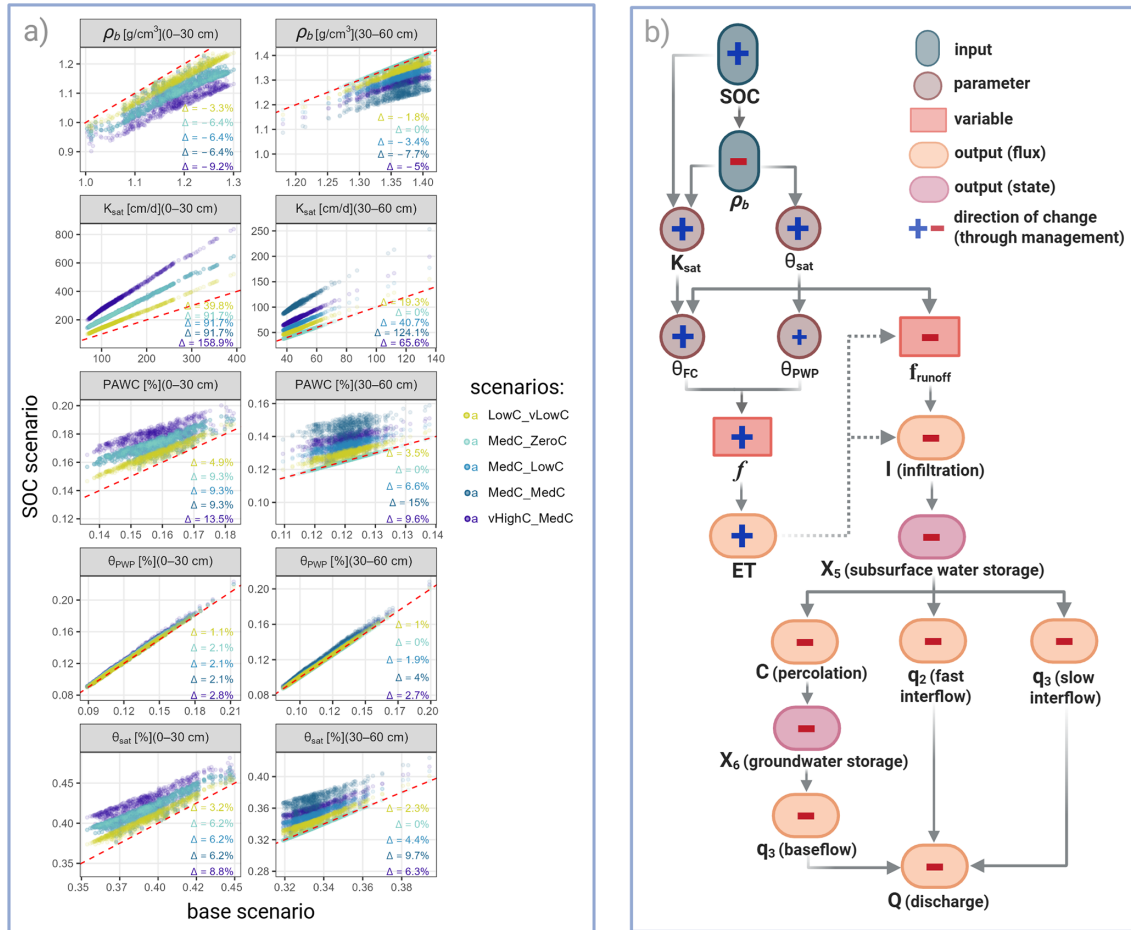 a)
ρb [g/cm³](0–30 cm)
ρb [g/cm³](30–60 cm)
1.2
1.1
1.0
0.9
Δ = −3.3%
Δ = −6.4%
Δ = −6.4%
Δ = −6.4%
Δ = −9.2%
1.0
1.1
1.2
1.3
1.4
1.3
1.2
1.1
1.0
Δ = −1.8%
Δ = 0%
Δ = −3.4%
Δ = −7.7%
Δ = −5%
1.20
1.25
1.30
1.35
1.40
Ksat [cm/d](0–30 cm)
Ksat [cm/d](30–60 cm)
800
600
400
200
Δ = 39.8%
Δ = 91.7%
Δ = 91.7%
Δ = 91.7%
Δ = 158.9%
100
200
300
400
250
200
150
100
50
Δ = 19.3%
Δ = 0%
Δ = 40.7%
Δ = 124.1%
Δ = 65.6%
40
60
80
100
120
140
PAWC [%](0–30 cm)
PAWC [%](30–60 cm)
0.20
0.18
0.16
0.14
0.12
Δ = 4.9%
Δ = 9.3%
Δ = 9.3%
Δ = 9.3%
Δ = 13.5%
0.14
0.15
0.16
0.17
0.18
0.16
0.14
0.12
0.10
Δ = 3.5%
Δ = 0%
Δ = 6.6%
Δ = 15%
Δ = 9.6%
0.11
0.12
0.13
0.14
θPWP [%](0–30 cm)
θPWP [%](30–60 cm)
0.20
0.16
0.12
0.08
Δ = 1.1%
Δ = 2.1%
Δ = 2.1%
Δ = 2.1%
Δ = 2.8%
0.09
0.12
0.15
0.18
0.21
0.20
0.16
0.12
0.08
Δ = 1%
Δ = 0%
Δ = 1.9%
Δ = 4%
Δ = 2.7%
0.10
0.12
0.15
0.17
0.20
θsat [%](0–30 cm)
θsat [%](30–60 cm)
0.45
0.40
0.35
Δ = 3.2%
Δ = 6.2%
Δ = 6.2%
Δ = 6.2%
Δ = 8.8%
0.35
0.37
0.40
0.42
0.45
0.40
0.36
0.32
0.28
Δ = 2.3%
Δ = 0%
Δ = 4.4%
Δ = 9.7%
Δ = 6.3%
0.32
0.34
0.36
0.38
SOC scenario
base scenario
scenarios:
a LowC_vLowC
a MedC_ZeroC
a MedC_LowC
a MedC_MedC
a vHighC_MedC
b)
+
SOC
−
ρb
+
Ksat
+
θsat
+
θFC
+
θPWP
−
frunoff
+
f
−
I (infiltration)
+
ET
−
X5 (subsurface water storage)
−
C (percolation)
−
q2 (fast
interflow)
−
q3 (slow
interflow)
−
X6 (groundwater storage)
−
q3 (baseflow)
−
Q (discharge)
input
parameter
variable
output (flux)
output (state)
+− direction of change
(through management)